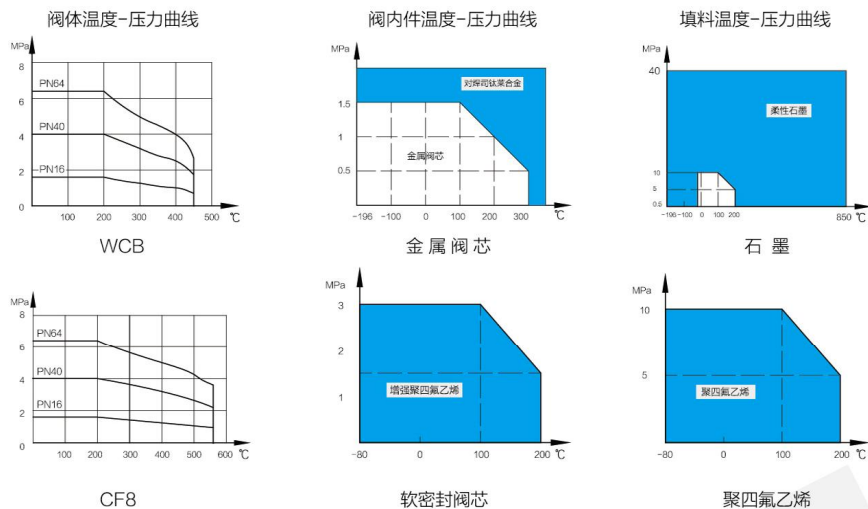 阀体温度-压力曲线
MPa
8
6
4
2
0
PN64
PN40
PN16
100 200 300 400 500 ℃
WCB
阀内件温度-压力曲线
MPa
1.5
1
0.5
对焊司钛莱合金
金属阀芯
-196 -100 0 100 200 300 ℃
金属阀芯
填料温度-压力曲线
MPa
40
10
5
0.5
柔性石墨
-196 -100 0 100 200 850 ℃
石墨
MPa
8
6
4
2
0
PN64
PN40
PN16
100 200 300 400 500 600 ℃
CF8
MPa
3
2
1
增强聚四氟乙烯
-80 0 100 200 ℃
软密封阀芯
MPa
10
5
聚四氟乙烯
-80 0 100 200 ℃
聚四氟乙烯